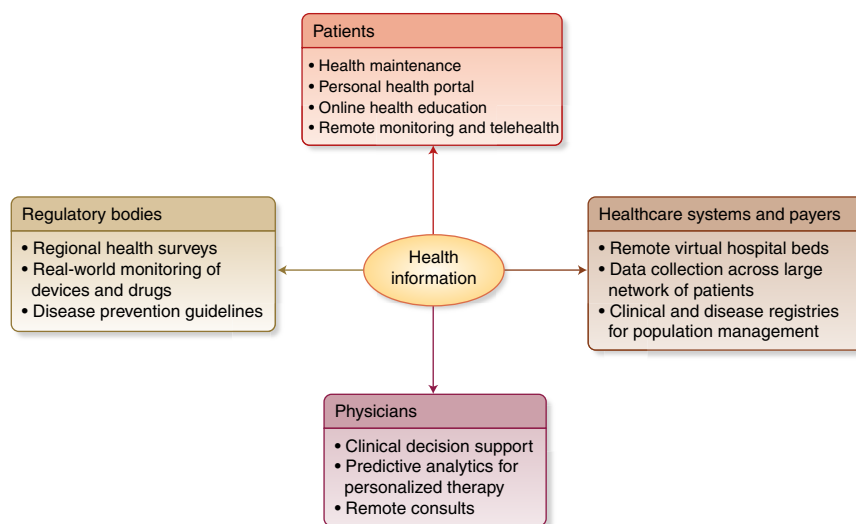 Patients
• Health maintenance
• Personal health portal
• Online health education
• Remote monitoring and telehealth
Regulatory bodies
• Regional health surveys
• Real-world monitoring of
devices and drugs
• Disease prevention guidelines
Health
information
Healthcare systems and payers
• Remote virtual hospital beds
• Data collection across large
network of patients
• Clinical and disease registries
for population management
Physicians
• Clinical decision support
• Predictive analytics for
personalized therapy
• Remote consults